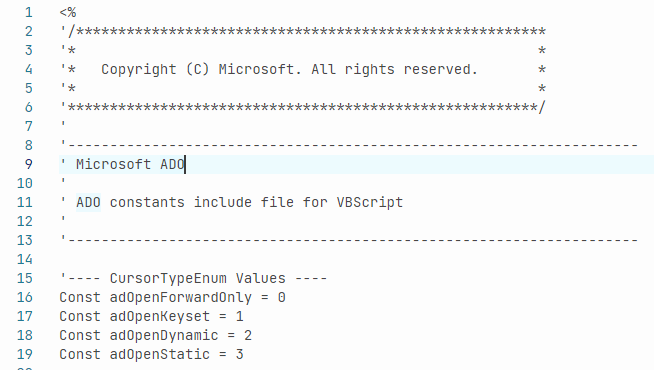 1 <%
2 '/********************************************************
3 '* *
4 '* Copyright (C) Microsoft. All rights reserved. *
5 '* *
6 '********************************************************/
7 '
8 '--------------------------------------------------------------------
9 ' Microsoft ADO
10 '
11 ' ADO constants include file for VBScript
12 '
13 '--------------------------------------------------------------------
14
15 '---- CursorTypeEnum Values ----
16 Const adOpenForwardOnly = 0
17 Const adOpenKeyset = 1
18 Const adOpenDynamic = 2
19 Const adOpenStatic = 3